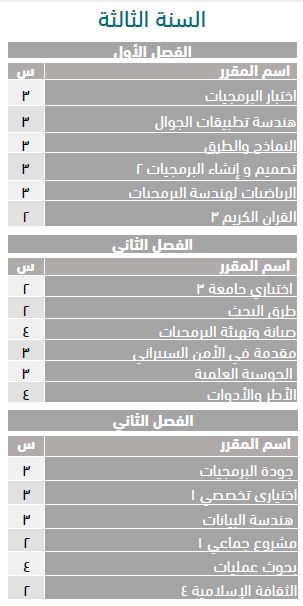 السنة الثالثة
الفصل الأول
اسم المقرر س
اختبار البرمجيات ٣
هندسة تطبيقات الجوال ٣
النماذج والطرق ٣
تصميم و إنشاء البرمجيات ٢ ٣
الرياضيات لهندسة البرمجيات ٣
القران الكريم ٣ ٢
الفصل الثاني
اسم المقرر س
اختياري جامعة ٣ ٢
طرق البحث ٢
صيانة وتهيئة البرمجيات ٤
مقدمة في الأمن السيبراني ٣
الحوسبة العلمية ٣
الأطر والأدوات ٤
الفصل الثاني
اسم المقرر س
جودة البرمجيات ٣
اختياري تخصصي ١ ٣
هندسة البيانات ٣
مشروع جماعي ١ ٢
بحوث عمليات ٤
الثقافة الإسلامية ٤ ٢